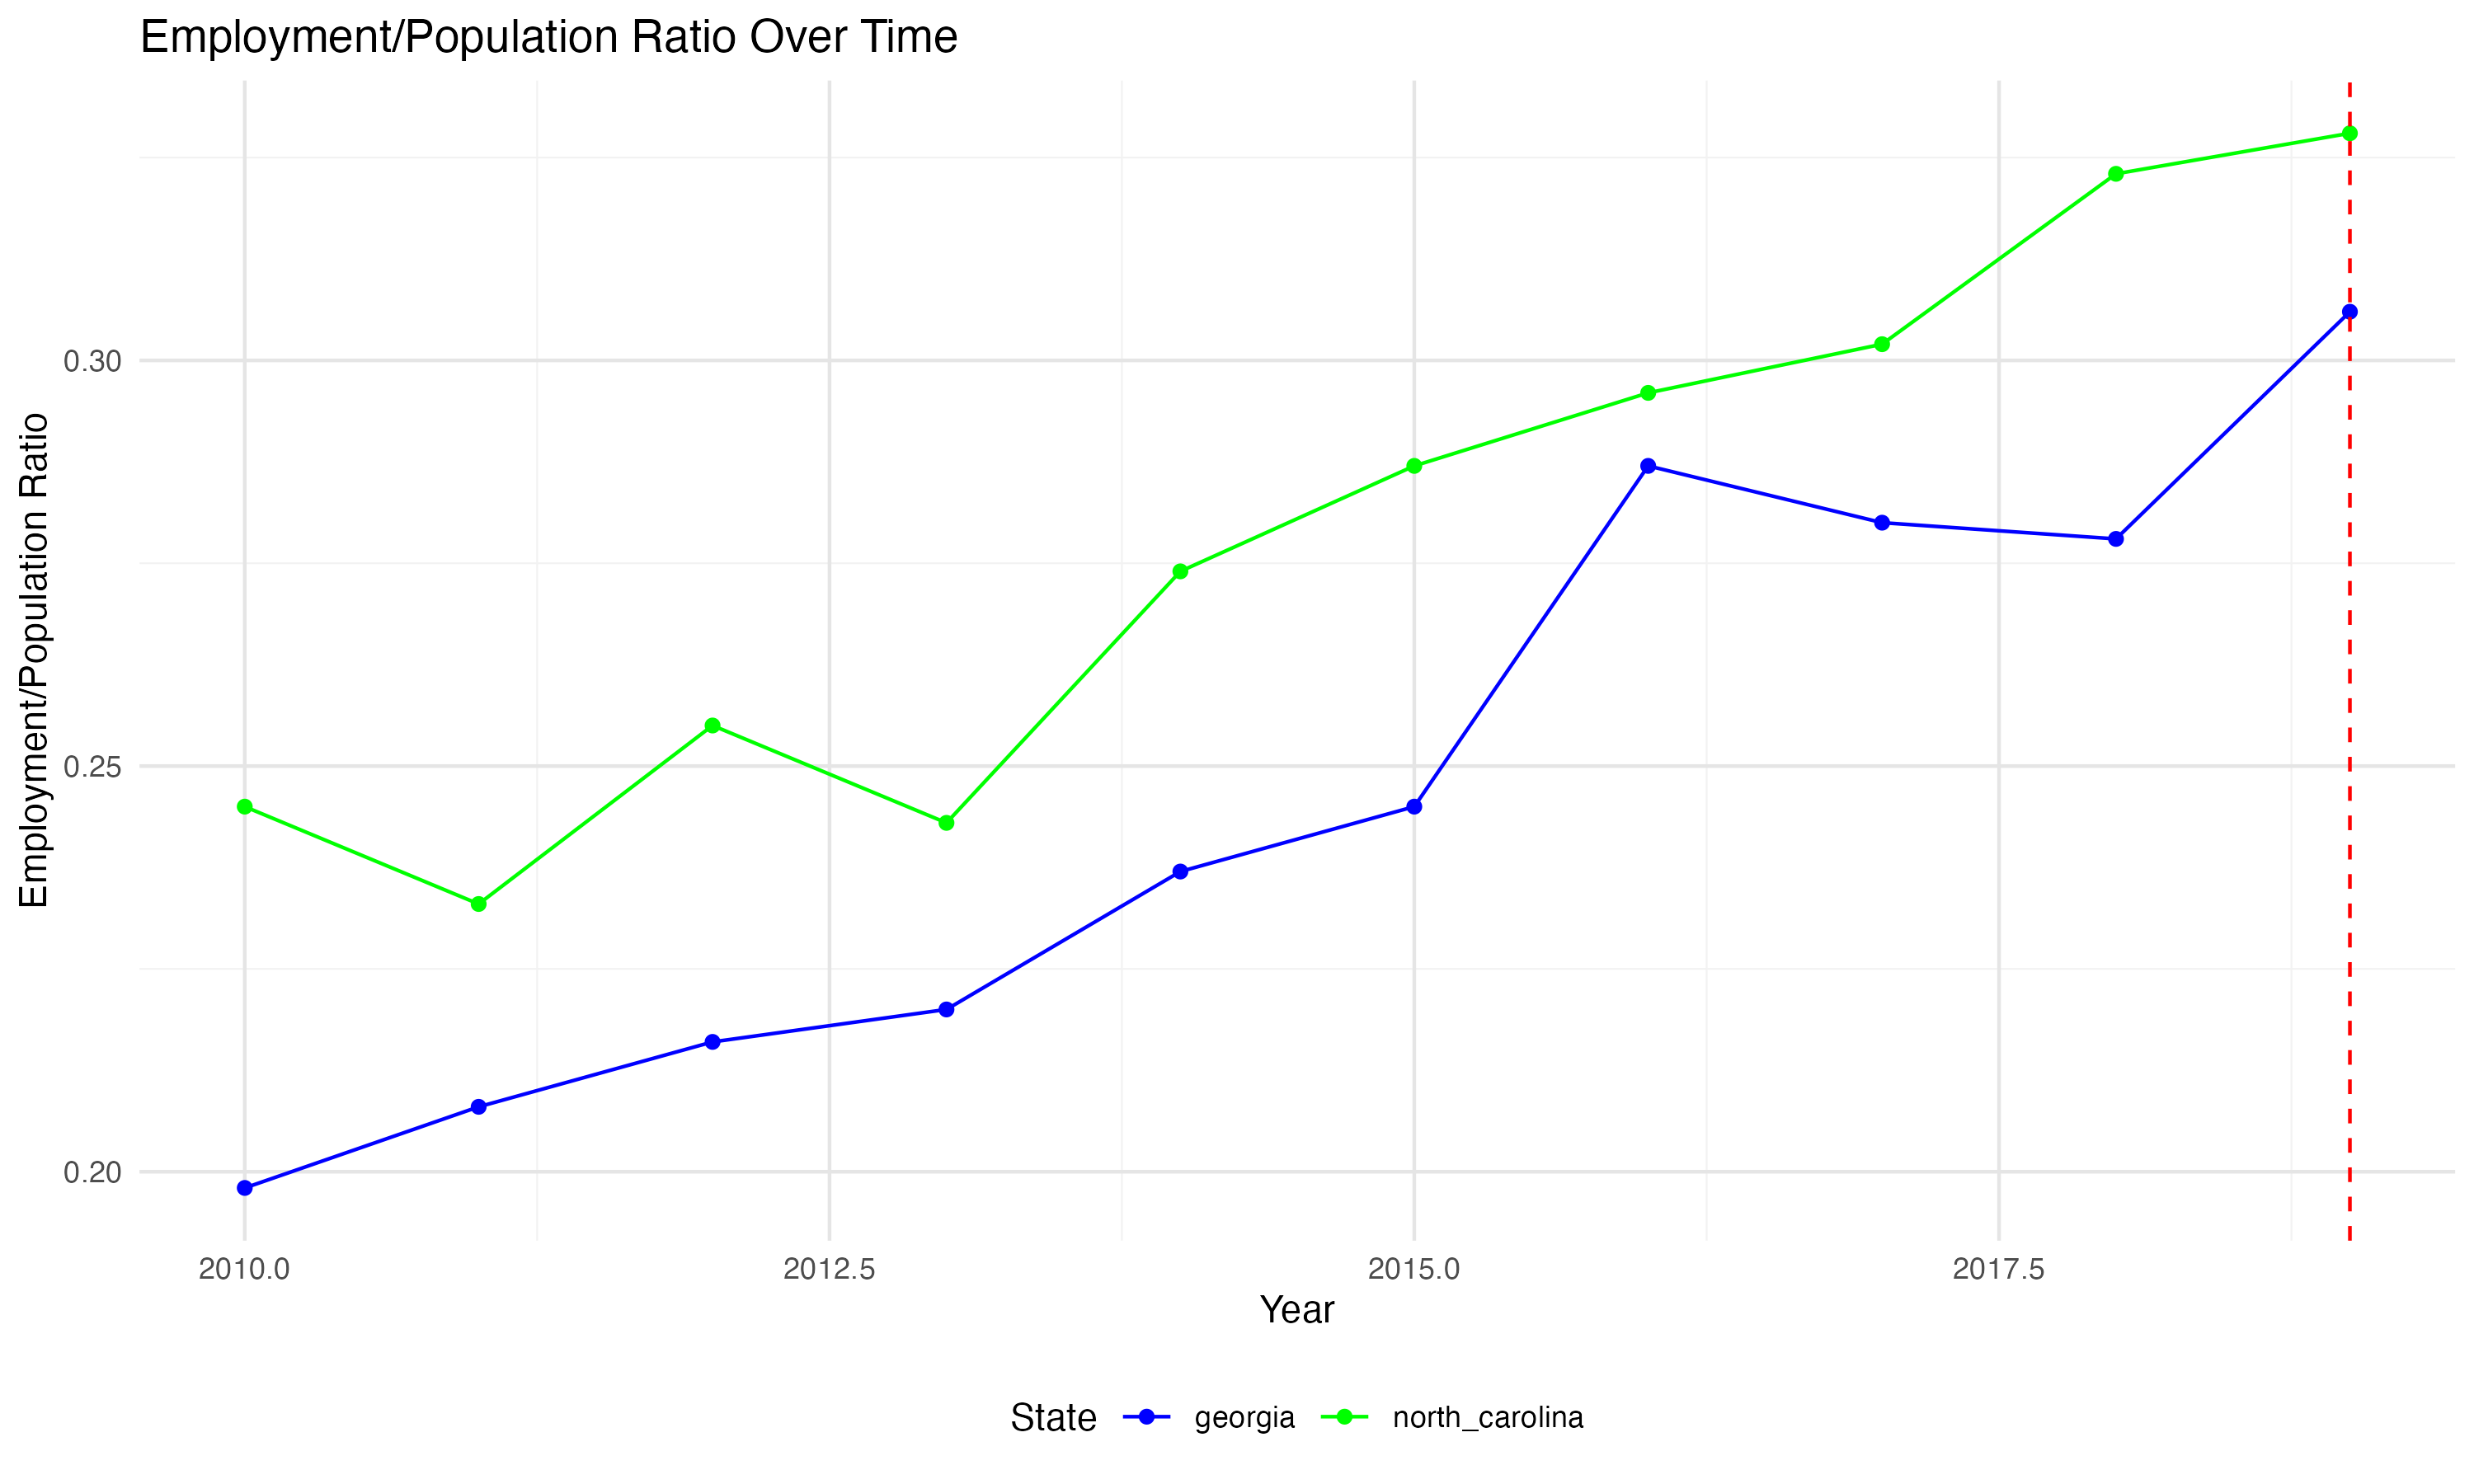 Employment/Population Ratio Over Time
Employment/Population Ratio
0.30
0.25
0.20
2010.0 2012.5 2015.0 2017.5
Year
State georgia north_carolina